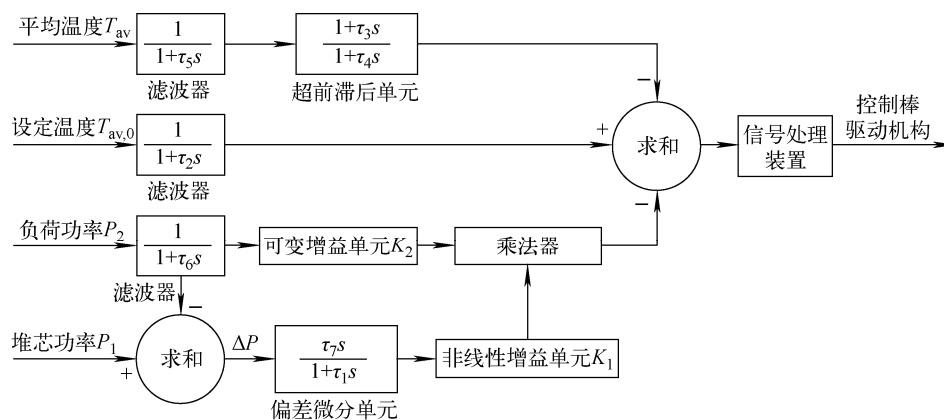 平均温度Tav
1
1+τ5s
滤波器
1+τ3s
1+τ4s
超前滞后单元
−
设定温度Tav,0
1
1+τ2s
滤波器
+
求和
信号处理
装置
控制棒
驱动机构
−
负荷功率P2
1
1+τ6s
滤波器
可变增益单元K2
乘法器
−
堆芯功率P1
+
求和
ΔP
τ7s
1+τ1s
偏差微分单元
非线性增益单元K1